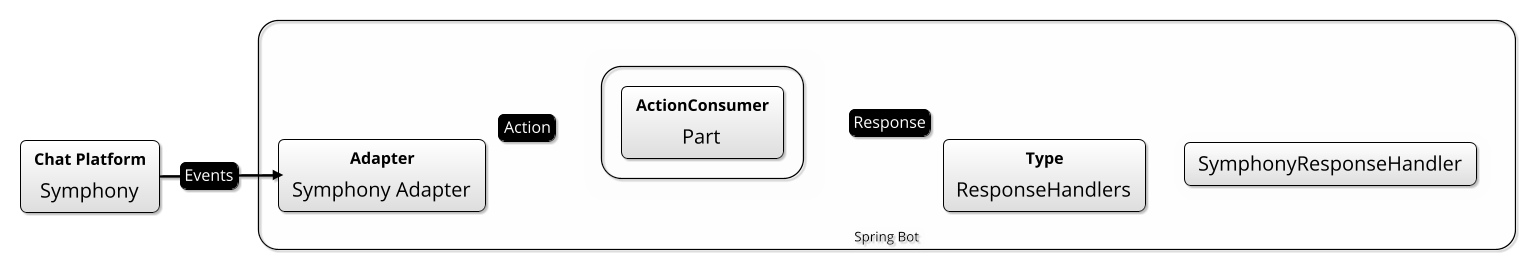 Chat Platform
Symphony
Events
Adapter
Symphony Adapter
Action
ActionConsumer
Part
Response
Type
ResponseHandlers
SymphonyResponseHandler
Spring Bot